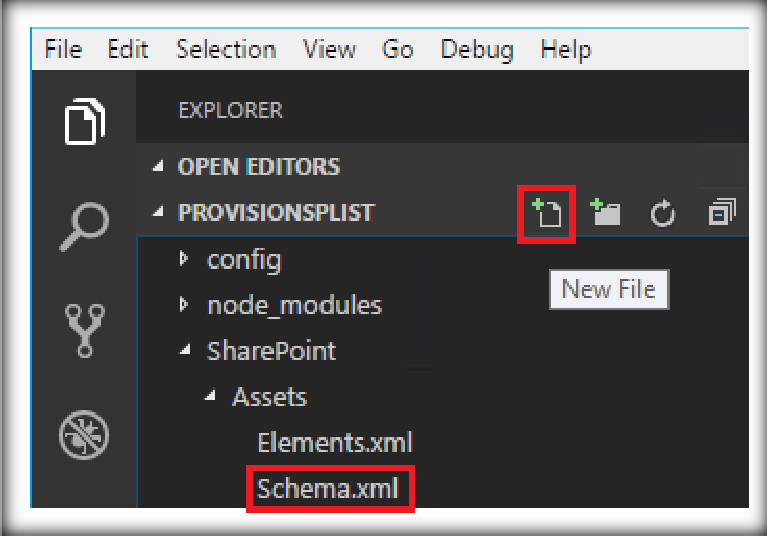 File Edit Selection View Go Debug Help
EXPLORER
OPEN EDITORS
PROVISIONSPLIST
config
New File
node_modules
SharePoint
Assets
Elements.xml
Schema.xml